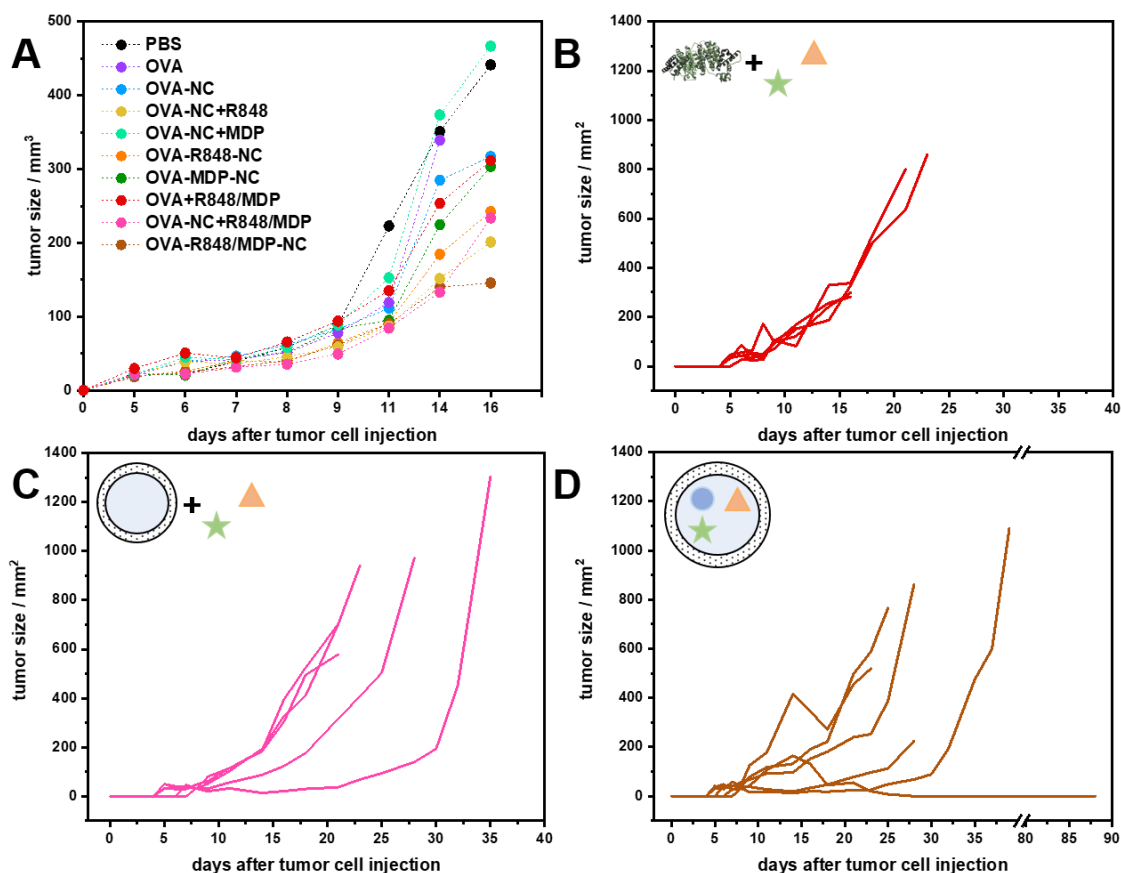 A
500
400
300
200
100
0
tumor size / mm³
PBS
OVA
OVA-NC
OVA-NC+R848
OVA-NC+MDP
OVA-R848-NC
OVA-MDP-NC
OVA+R848/MDP
OVA-NC+R848/MDP
OVA-R848/MDP-NC
0 5 6 7 8 9 11 14 16
days after tumor cell injection
B
1400
1200
1000
800
600
400
200
0
tumor size / mm²
+
0 5 10 15 20 25 30 35 40
days after tumor cell injection
C
1400
1200
1000
800
600
400
200
0
tumor size / mm²
+
0 5 10 15 20 25 30 35 40
days after tumor cell injection
D
1400
1200
1000
800
600
400
200
0
tumor size / mm²
0 5 10 15 20 25 30 35 80 85 90
days after tumor cell injection